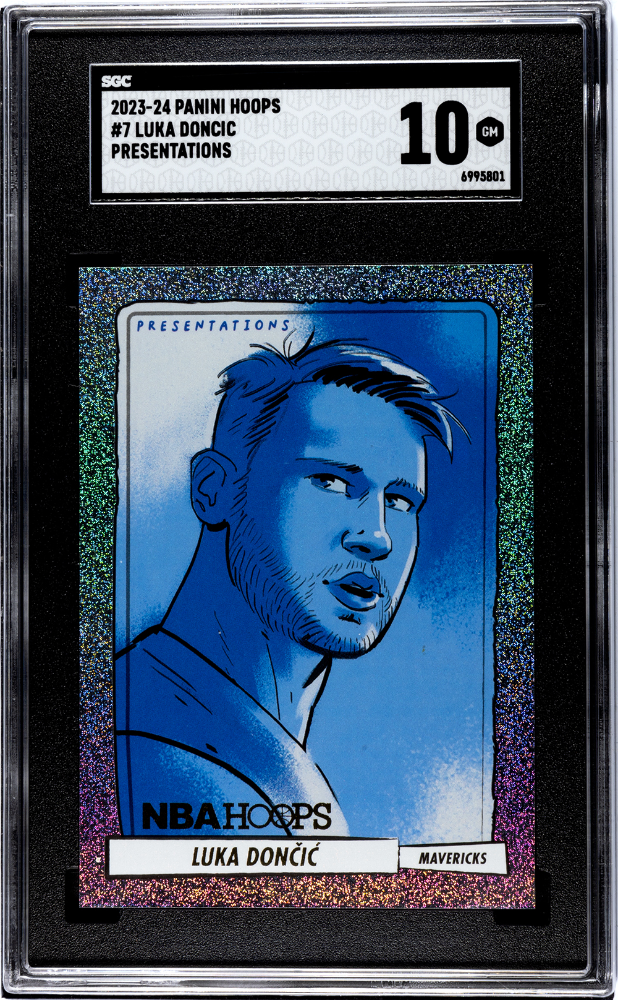 SGC
2023-24 PANINI HOOPS
#7 LUKA DONCIC
PRESENTATIONS
10 GM
6995801
PRESENTATIONS
NBA HOOPS
LUKA DONČIĆ
MAVERICKS